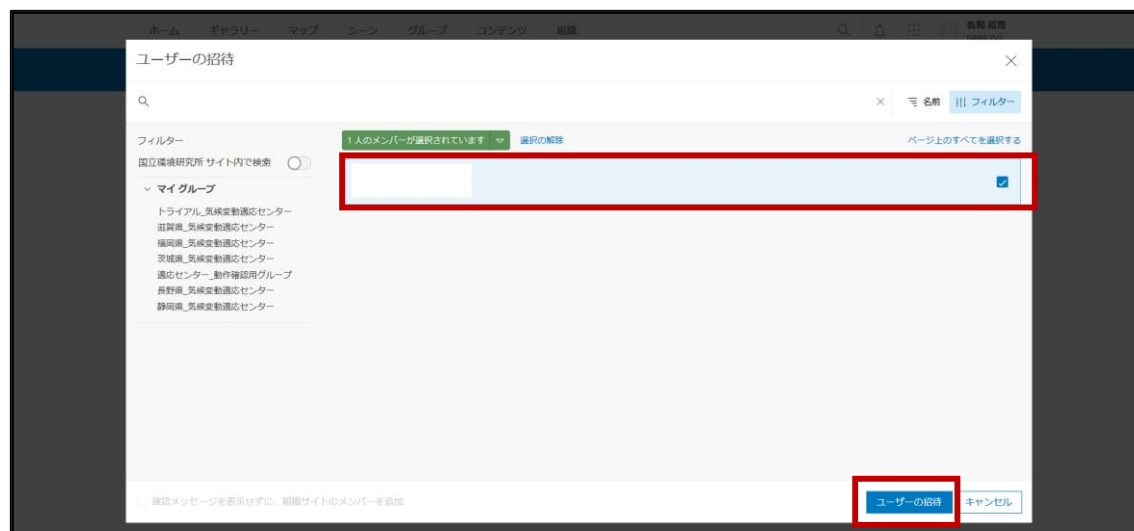 ホーム ギャラリー マップ シーン グループ コンテンツ 組織
ユーザーの招待
名前 フィルター
フィルター
1 人のメンバーが選択されています 選択の解除 ページ上のすべてを選択する
国立環境研究所 サイト内で検索
マイ グループ
トライアル_気候変動適応センター
滋賀県_気候変動適応センター
福岡県_気候変動適応センター
茨城県_気候変動適応センター
適応センター_動作確認用グループ
長野県_気候変動適応センター
静岡県_気候変動適応センター
確認メッセージを表示せずに、組織サイトのメンバーを追加
ユーザーの招待 キャンセル